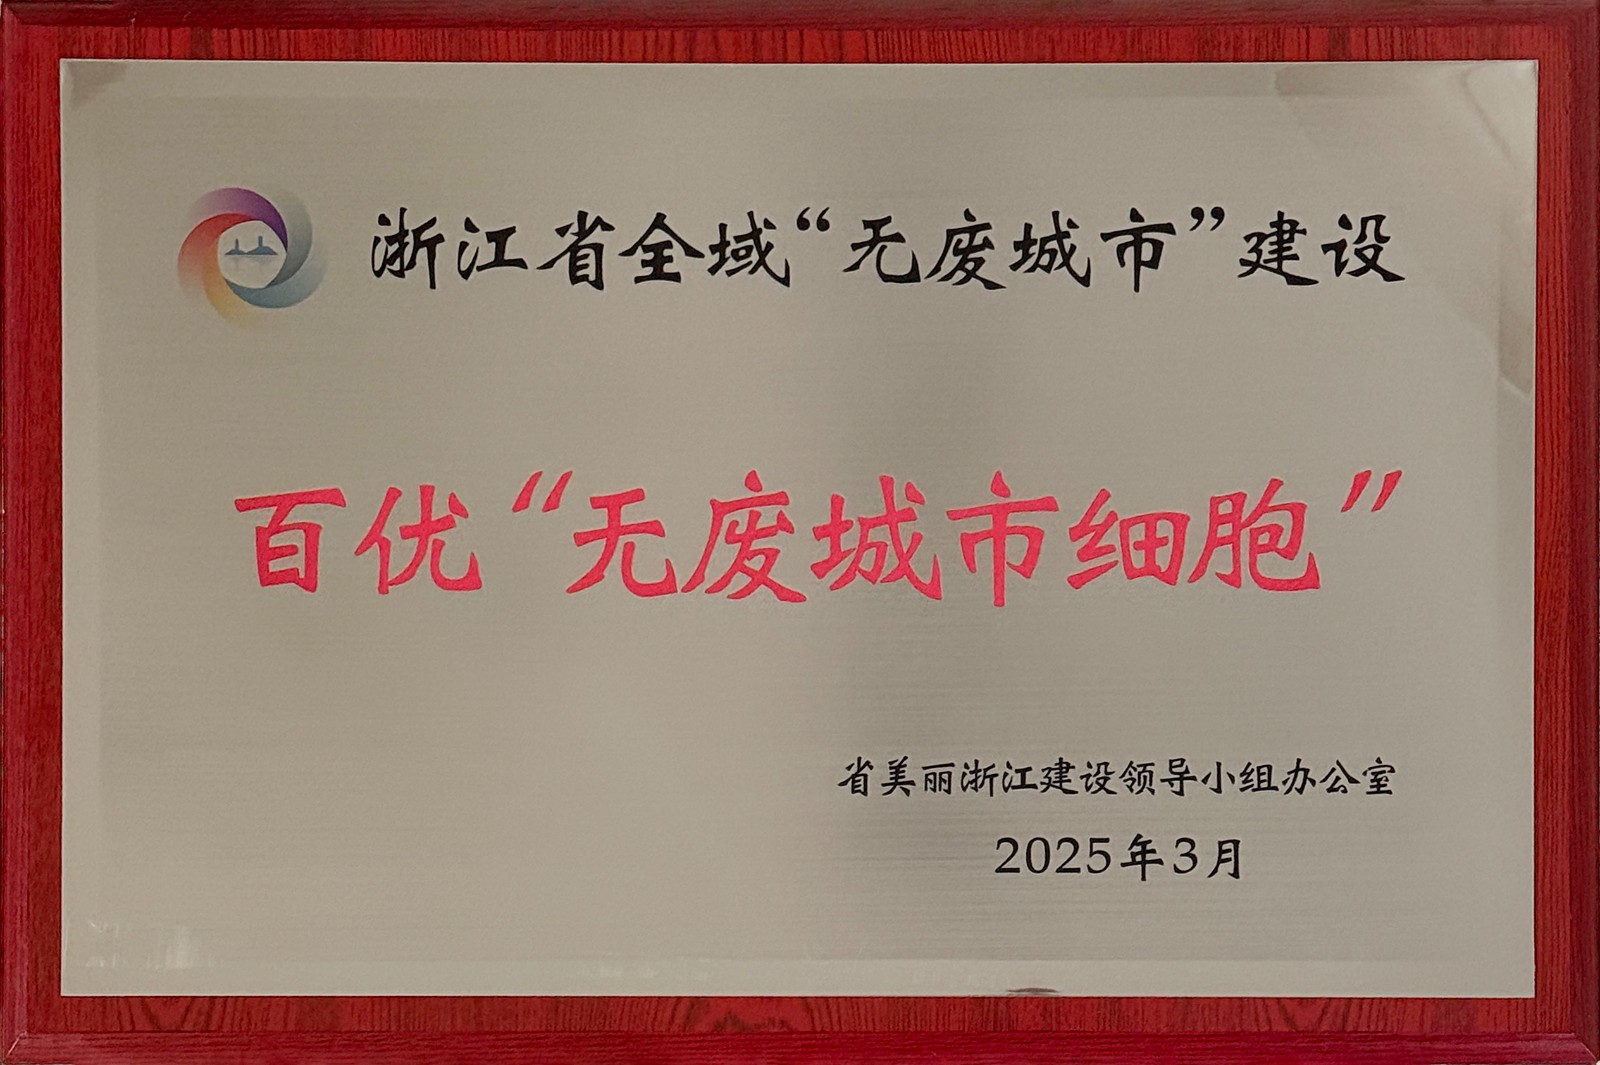 浙江省全域“无废城市”建设
百优“无废城市细胞”
省美丽浙江建设领导小组办公室
2025年3月